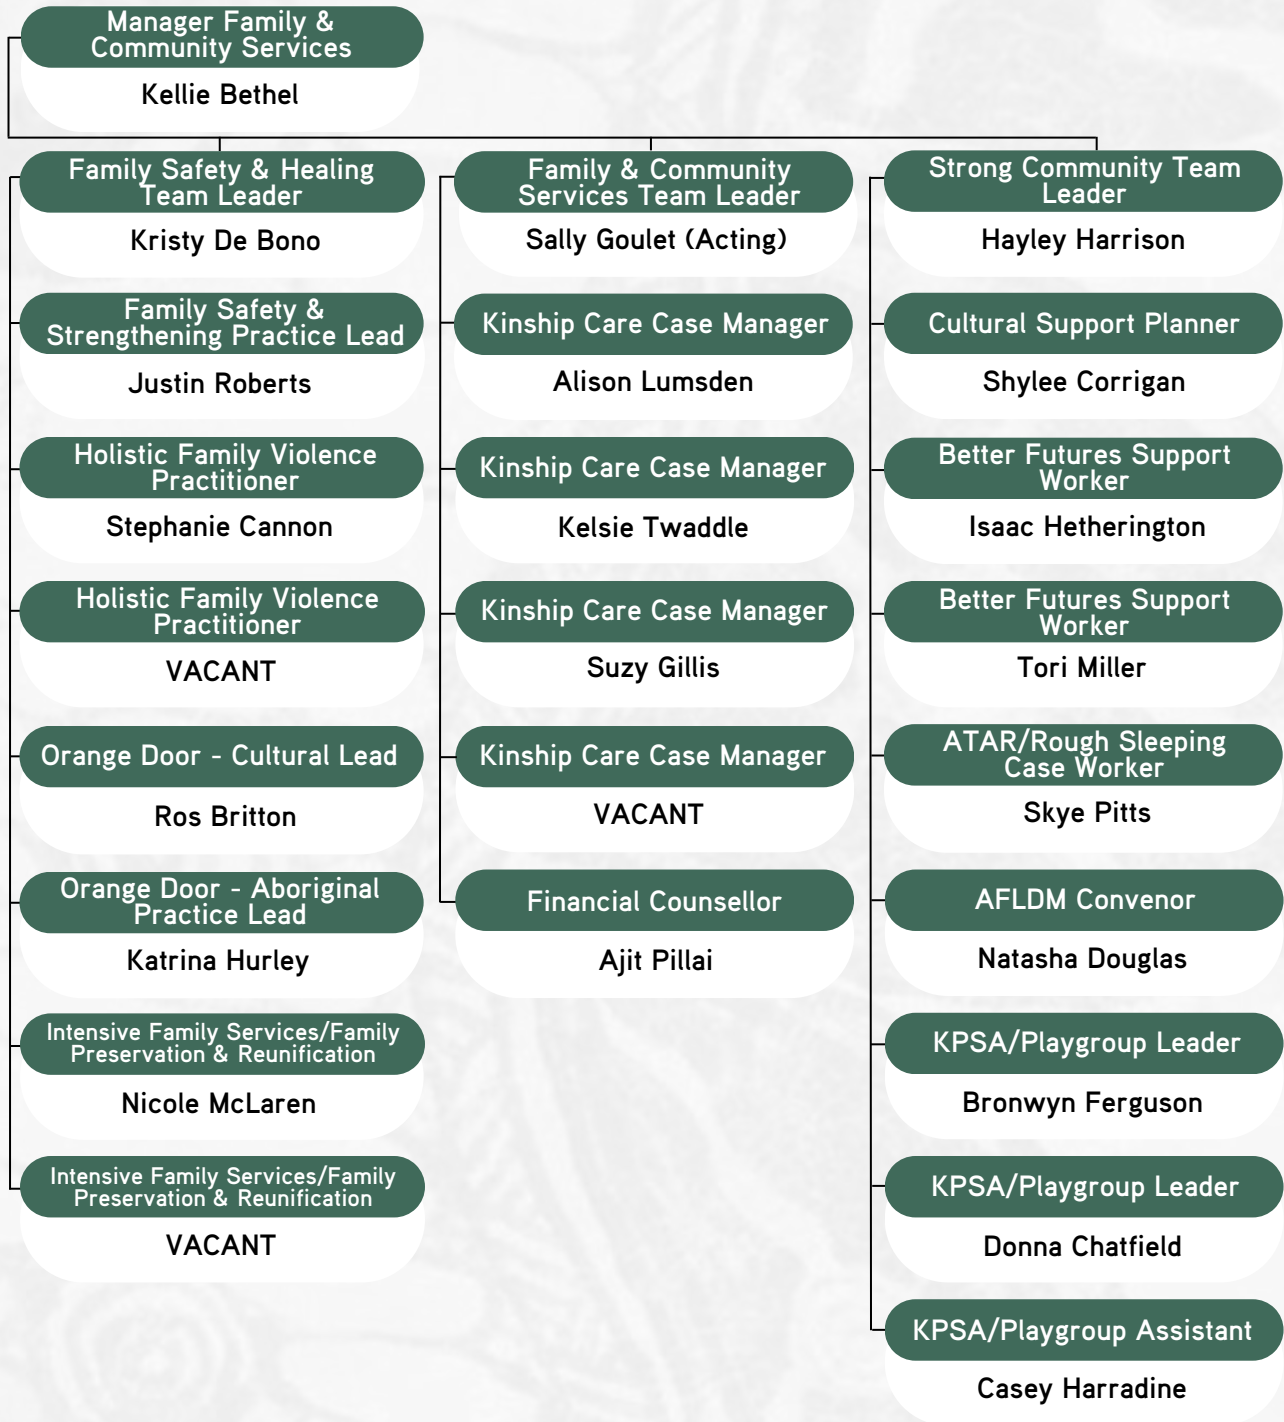 Manager Family &
Community Services
Kellie Bethel
Family Safety & Healing
Team Leader
Kristy De Bono
Family Safety &
Strengthening Practice Lead
Justin Roberts
Holistic Family Violence
Practitioner
Stephanie Cannon
Holistic Family Violence
Practitioner
VACANT
Orange Door - Cultural Lead
Ros Britton
Orange Door - Aboriginal
Practice Lead
Katrina Hurley
Intensive Family Services/Family
Preservation & Reunification
Nicole McLaren
Intensive Family Services/Family
Preservation & Reunification
VACANT
Family & Community
Services Team Leader
Sally Goulet (Acting)
Kinship Care Case Manager
Alison Lumsden
Kinship Care Case Manager
Kelsie Twaddle
Kinship Care Case Manager
Suzy Gillis
Kinship Care Case Manager
VACANT
Financial Counsellor
Ajit Pillai
Strong Community Team
Leader
Hayley Harrison
Cultural Support Planner
Shylee Corrigan
Better Futures Support
Worker
Isaac Hetherington
Better Futures Support
Worker
Tori Miller
ATAR/Rough Sleeping
Case Worker
Skye Pitts
AFLDM Convenor
Natasha Douglas
KPSA/Playgroup Leader
Bronwyn Ferguson
KPSA/Playgroup Leader
Donna Chatfield
KPSA/Playgroup Assistant
Casey Harradine